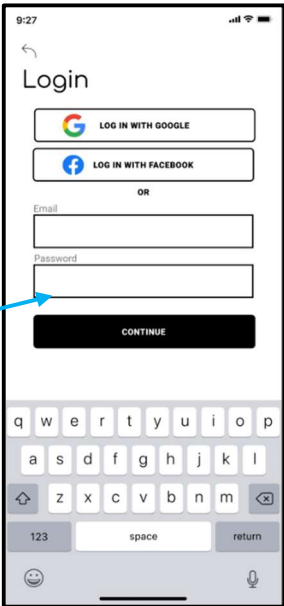 9:27
Login
LOG IN WITH GOOGLE
LOG IN WITH FACEBOOK
OR
Email
Password
CONTINUE
q w e r t y u i o p
a s d f g h j k l
z x c v b n m
123 space return